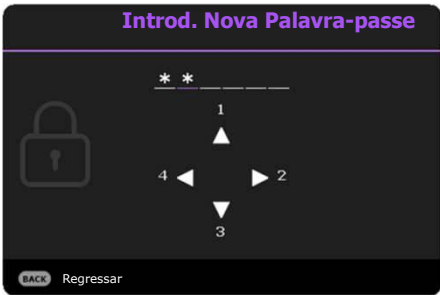 Introd. Nova Palavra-passe
* * _ _ _ _
1
4 2
3
BACK Regressar